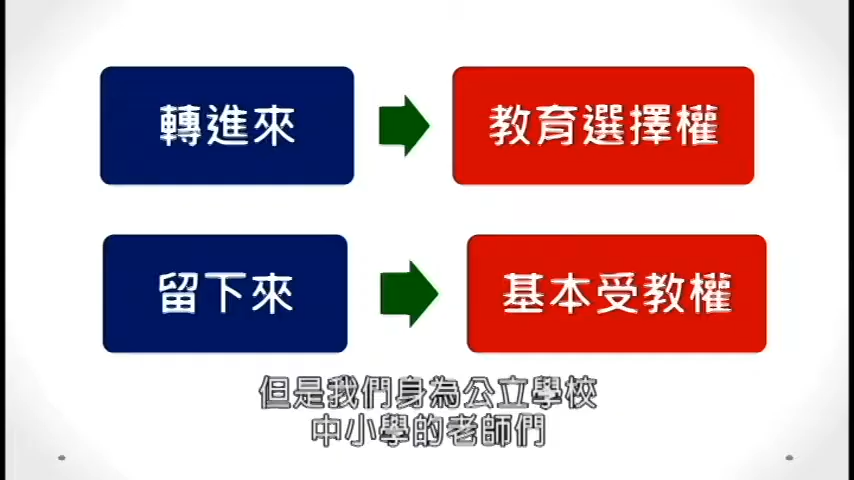 轉進來
教育選擇權
留下來
基本受教權
但是我們身為公立學校
中小學的老師們